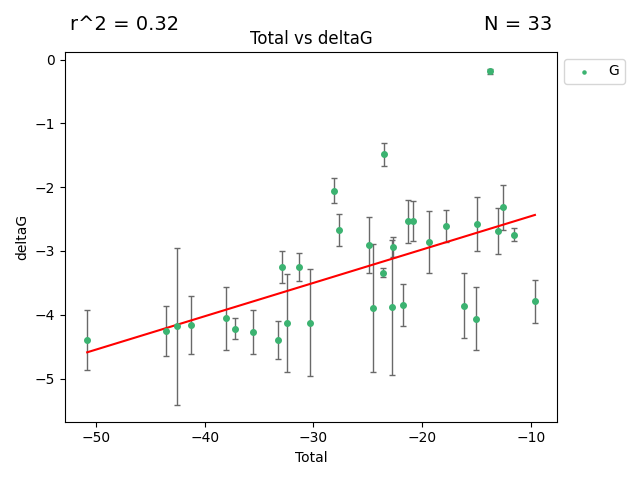 r^2 = 0.32
N = 33
Total vs deltaG
G
deltaG
0
−1
−2
−3
−4
−5
−50
−40
−30
−20
−10
Total